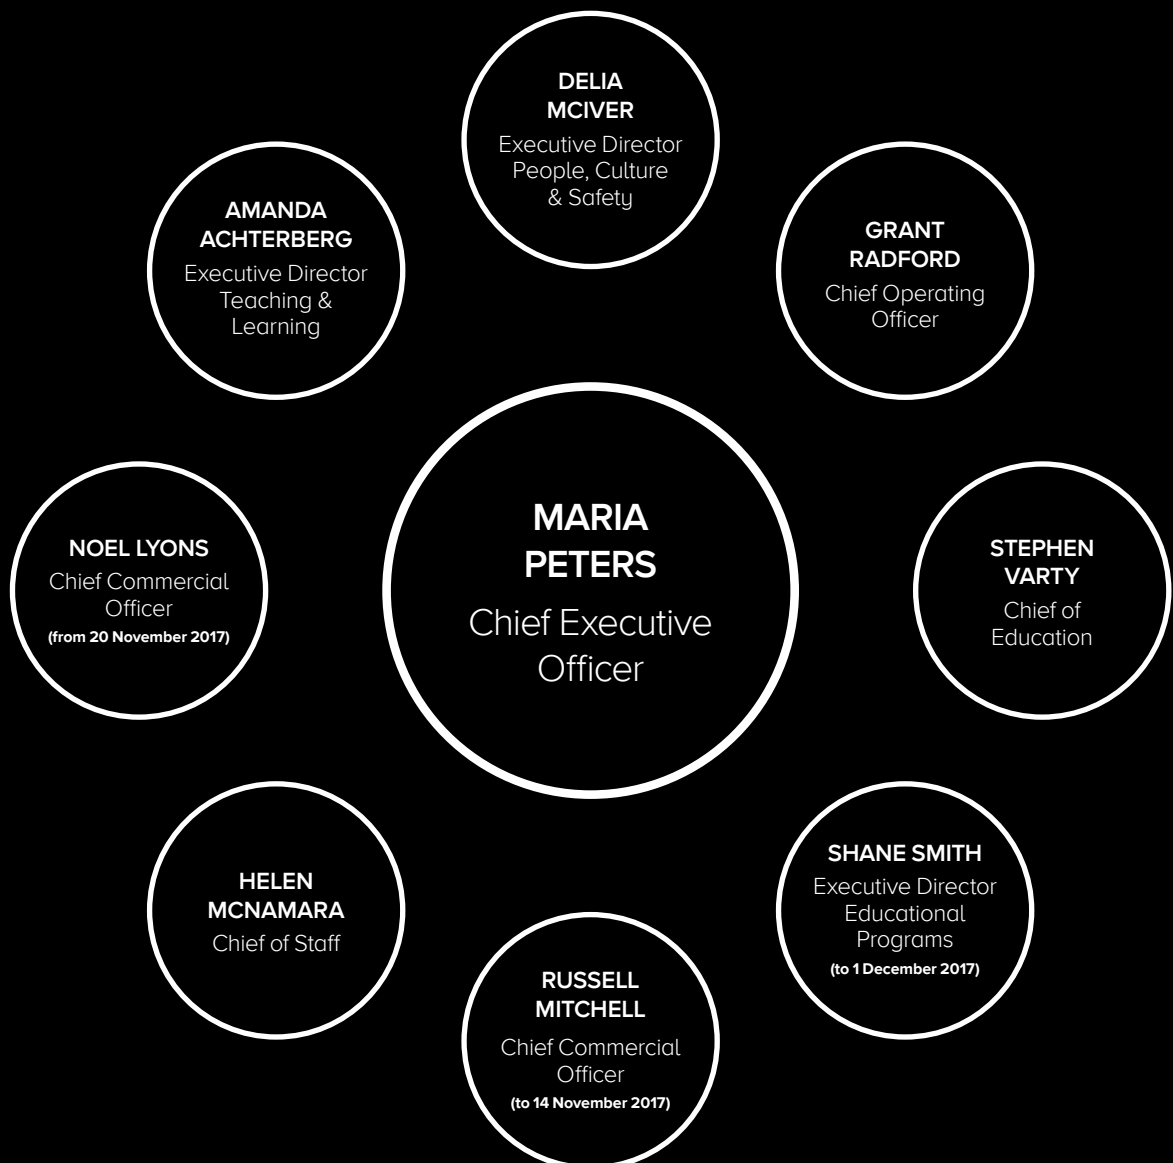 DELIA
MCIVER
Executive Director
People, Culture
& Safety
AMANDA
ACHTERBERG
Executive Director
Teaching &
Learning
GRANT
RADFORD
Chief Operating
Officer
NOEL LYONS
Chief Commercial
Officer
(from 20 November 2017)
MARIA
PETERS
Chief Executive
Officer
STEPHEN
VARTY
Chief of
Education
HELEN
MCNAMARA
Chief of Staff
SHANE SMITH
Executive Director
Educational
Programs
(to 1 December 2017)
RUSSELL
MITCHELL
Chief Commercial
Officer
(to 14 November 2017)